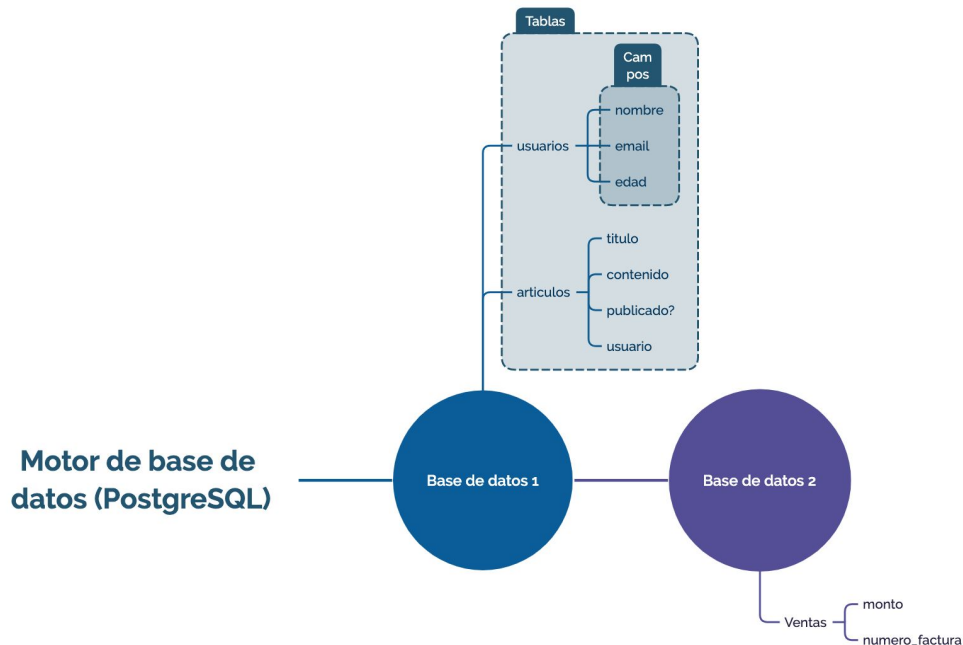 Tablas
Cam
pos
nombre
usuarios
email
edad
titulo
contenido
articulos
publicado?
usuario
Motor de base de
datos (PostgreSQL)
Base de datos 1
Base de datos 2
monto
Ventas
numero_factura